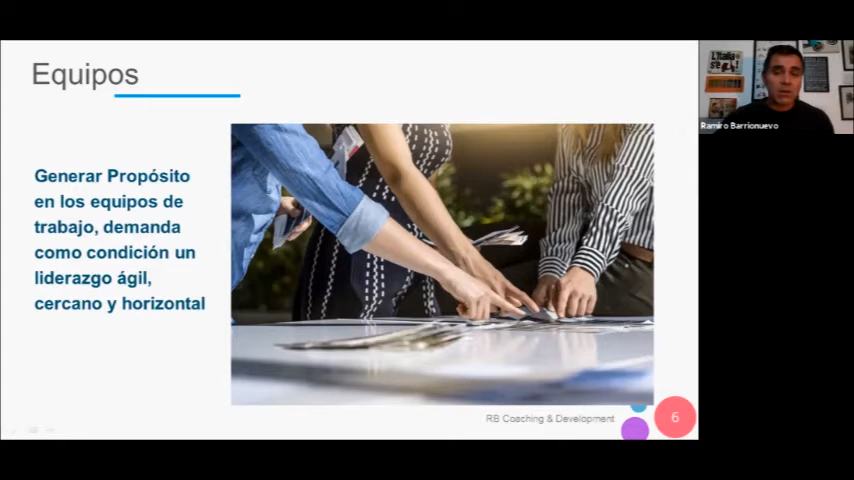 Equipos
Generar Propósito
en los equipos de
trabajo, demanda
como condición un
liderazgo ágil,
cercano y horizontal
RB Coaching & Development
6
L'Italia
Ramiro Barrionuevo